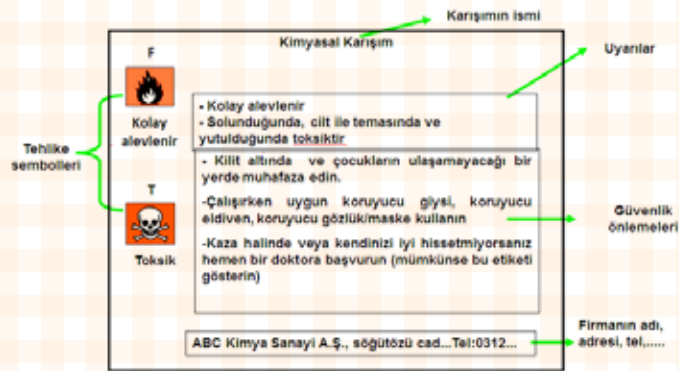 Karışımın ismi
Kimyasal Karışım
Uyarılar
F
Kolay
alevlenir
- Kolay alevlenir
- Solunduğunda, cilt ile temasında ve
yutulduğunda toksiktir
Tehlike
sembolleri
- Kilit altında ve çocukların ulaşamayacağı bir
yerde muhafaza edin.
-Çalışırken uygun koruyucu giysi, koruyucu
eldiven, koruyucu gözlük/maske kullanın
-Kaza halinde veya kendinizi iyi hissetmiyorsanız
hemen bir doktora başvurun (mümkünse bu etiketi
gösterin)
T
Toksik
Güvenlik
önlemeleri
ABC Kimya Sanayi A.Ş., söğütözü cad...Tel:0312...
Firmanın adı,
adresi, tel,.....